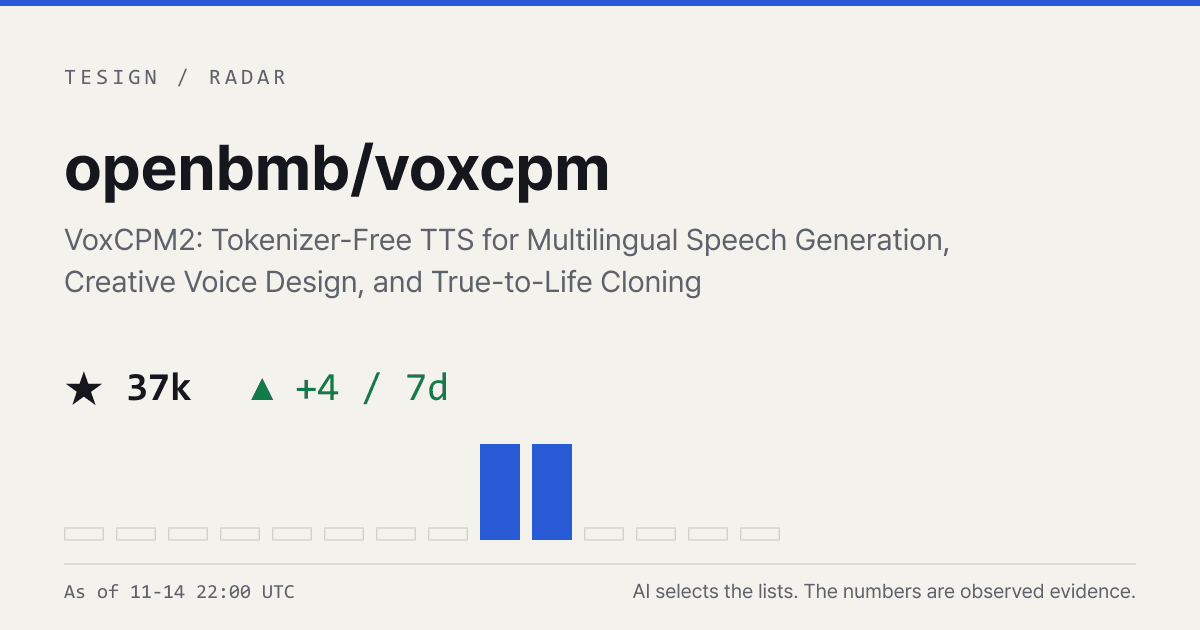 TESIGN / RADAR
openbmb/voxcpm
VoxCPM2: Tokenizer-Free TTS for Multilingual Speech Generation,
Creative Voice Design, and True-to-Life Cloning
★ 37k ▲ +4 / 7d
As of 11-14 22:00 UTC
AI selects the lists. The numbers are observed evidence.